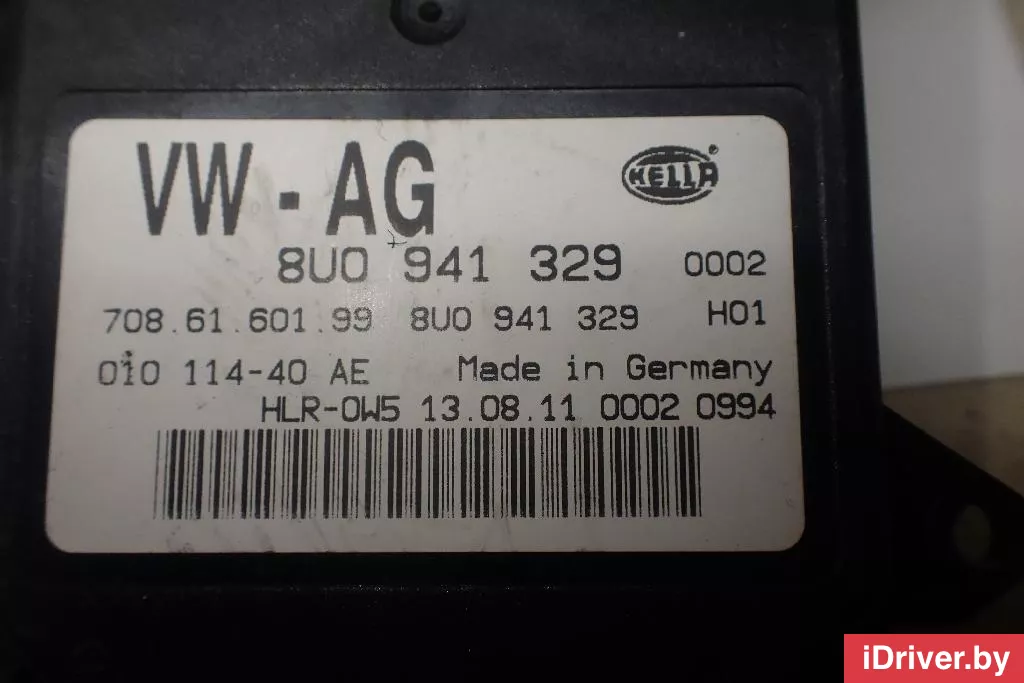 VW - AG
HELLA
8U0 941 329 0002
708.61.601.99 8U0 941 329 H01
010 114-40 AE Made in Germany
HLR-0W5 13.08.11 0002 0994
iDriver.by